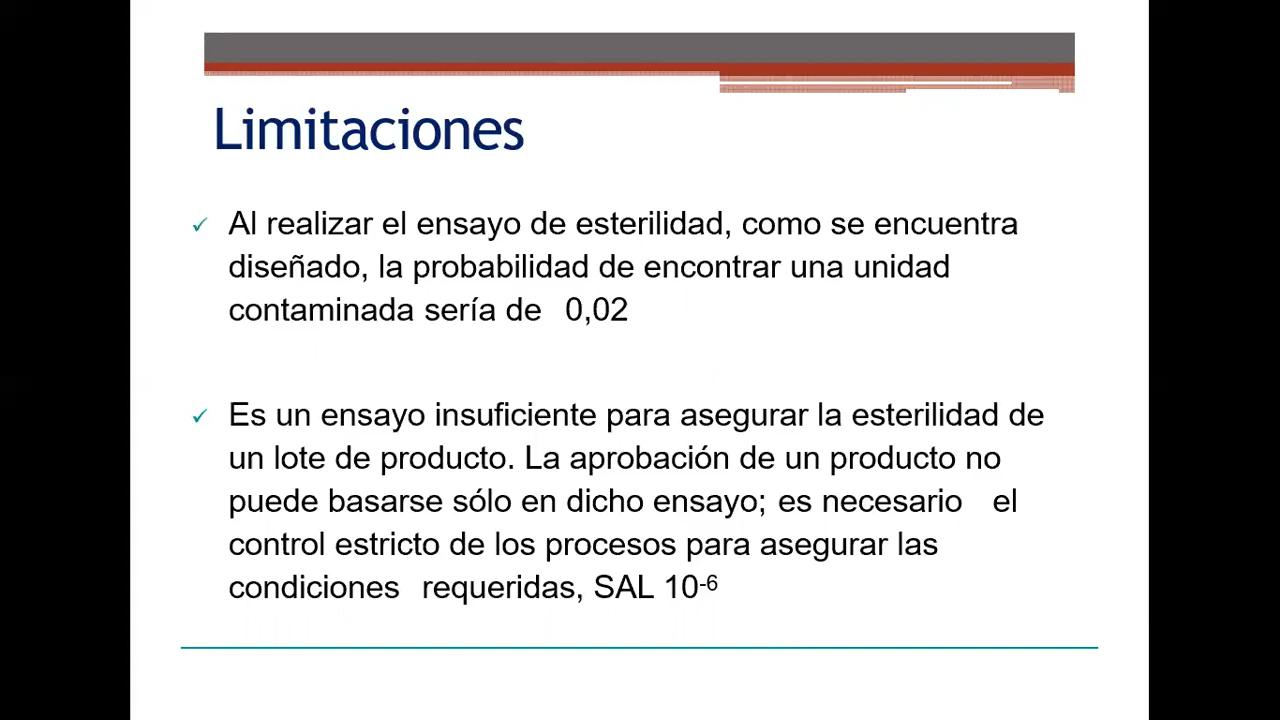 Limitaciones
✓ Al realizar el ensayo de esterilidad, como se encuentra
diseñado, la probabilidad de encontrar una unidad
contaminada sería de 0,02
✓ Es un ensayo insuficiente para asegurar la esterilidad de
un lote de producto. La aprobación de un producto no
puede basarse sólo en dicho ensayo; es necesario el
control estricto de los procesos para asegurar las
condiciones requeridas, SAL 10⁻⁶